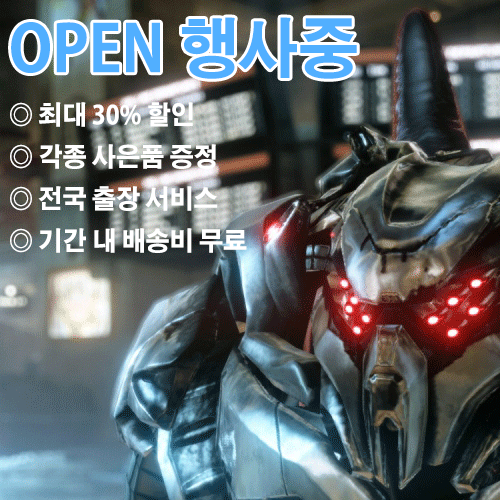 OPEN 행사중
◎ 최대 30% 할인
◎ 각종 사은품 증정
◎ 전국 출장 서비스
◎ 기간 내 배송비 무료